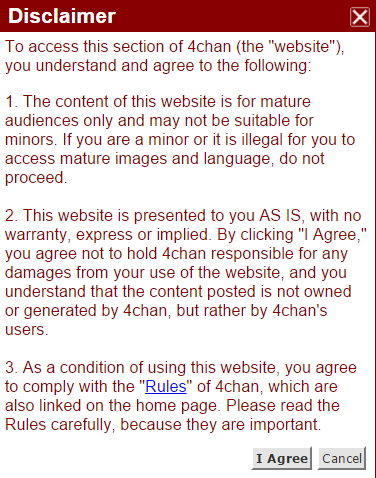 Disclaimer
To access this section of 4chan (the "website"),
you understand and agree to the following:
1. The content of this website is for mature
audiences only and may not be suitable for
minors. If you are a minor or it is illegal for you to
access mature images and language, do not
proceed.
2. This website is presented to you AS IS, with no
warranty, express or implied. By clicking "I Agree,"
you agree not to hold 4chan responsible for any
damages from your use of the website, and you
understand that the content posted is not owned
or generated by 4chan, but rather by 4chan's
users.
3. As a condition of using this website, you agree
to comply with the "Rules" of 4chan, which are
also linked on the home page. Please read the
Rules carefully, because they are important.
I Agree Cancel